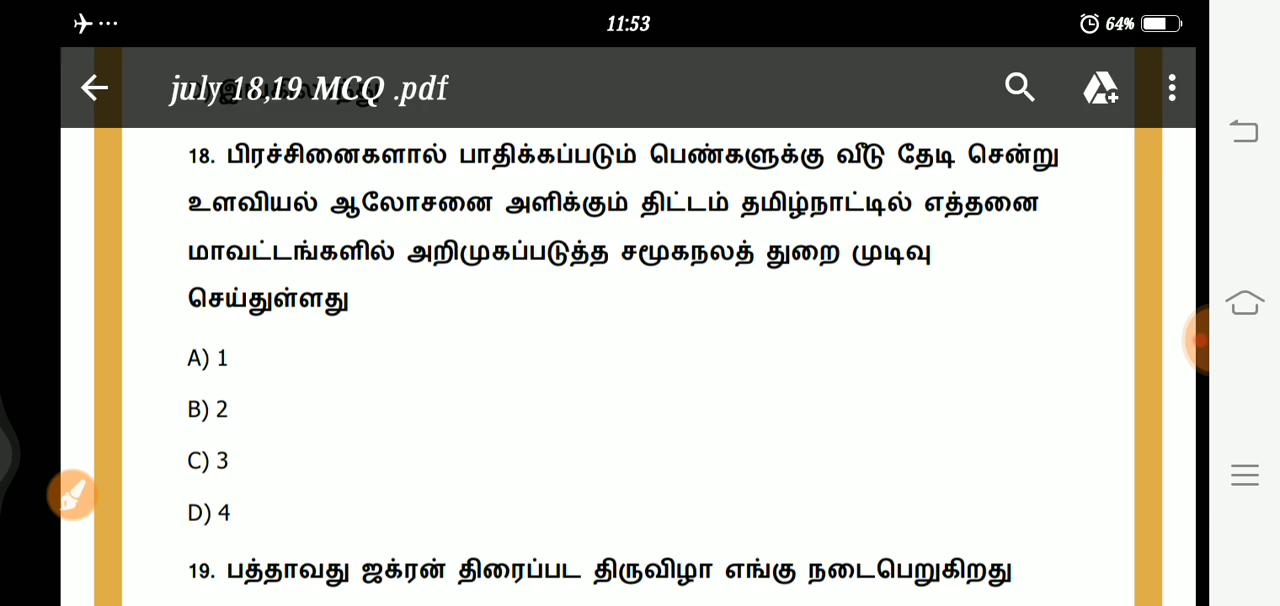 11:53
64%
july 18,19 MCQ .pdf
18. பிரச்சினைகளால் பாதிக்கப்படும் பெண்களுக்கு வீடு தேடி சென்று
உளவியல் ஆலோசனை அளிக்கும் திட்டம் தமிழ்நாட்டில் எத்தனை
மாவட்டங்களில் அறிமுகப்படுத்த சமூகநலத் துறை முடிவு
செய்துள்ளது
A) 1
B) 2
C) 3
D) 4
19. பத்தாவது ஜக்ரன் திரைப்பட திருவிழா எங்கு நடைபெறுகிறது